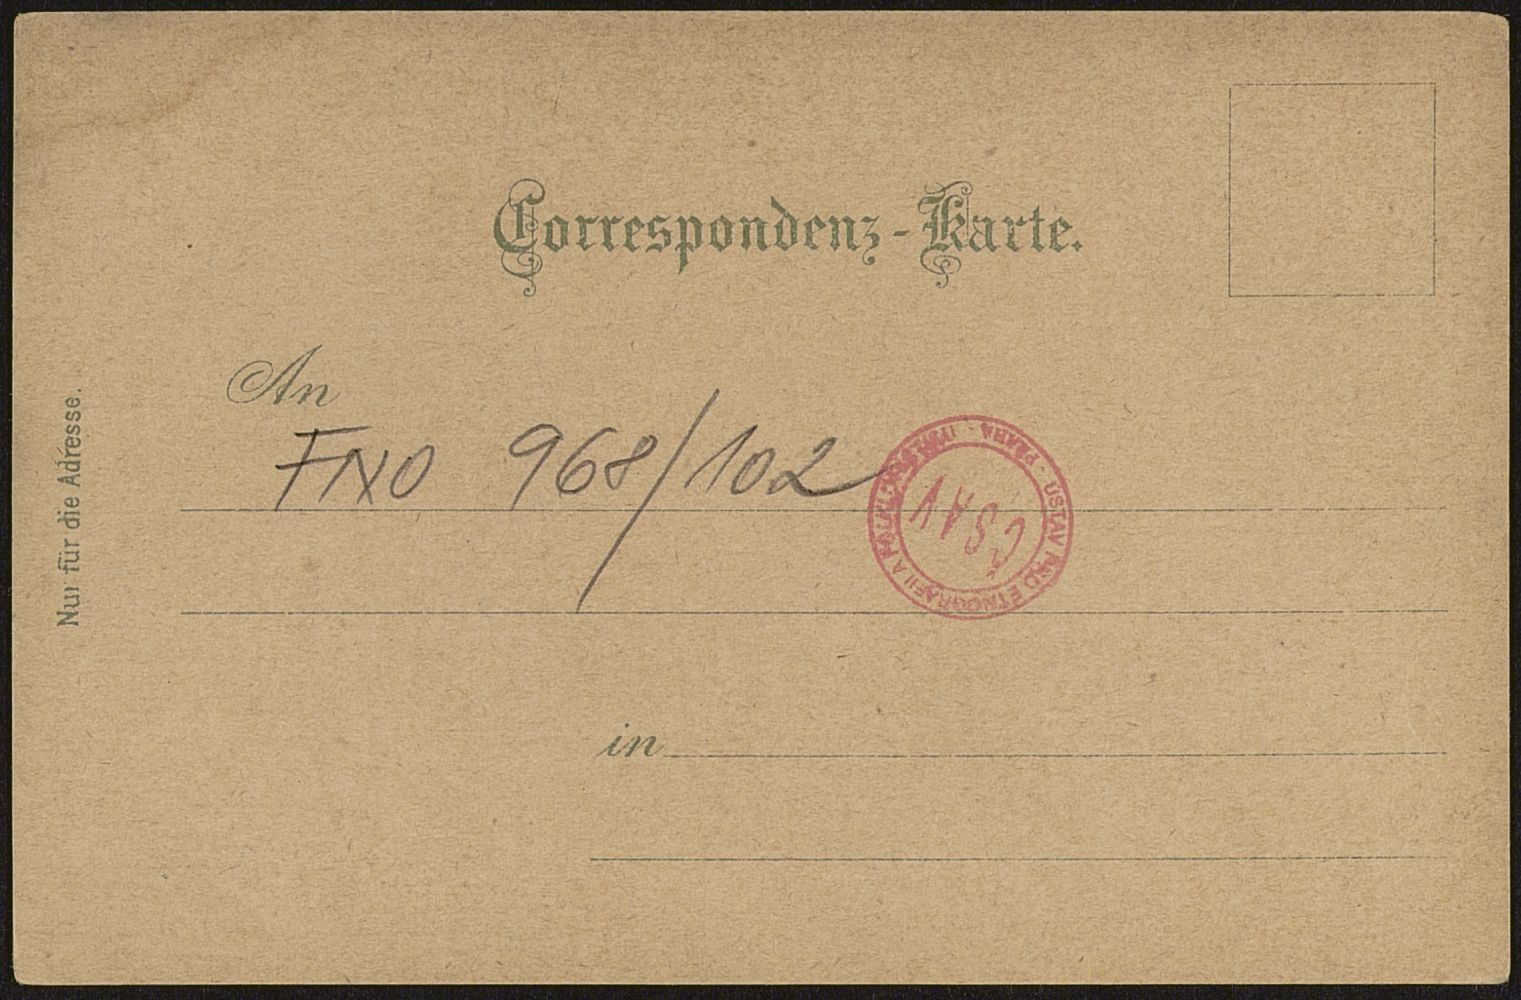 Correspondenz-Karte.
An
FNO 968/102
PRAHA · ÚSTAV PRO ETNOGRAFII A FOLKLORISTIKU
ČSAV
in
Nur für die Adresse.